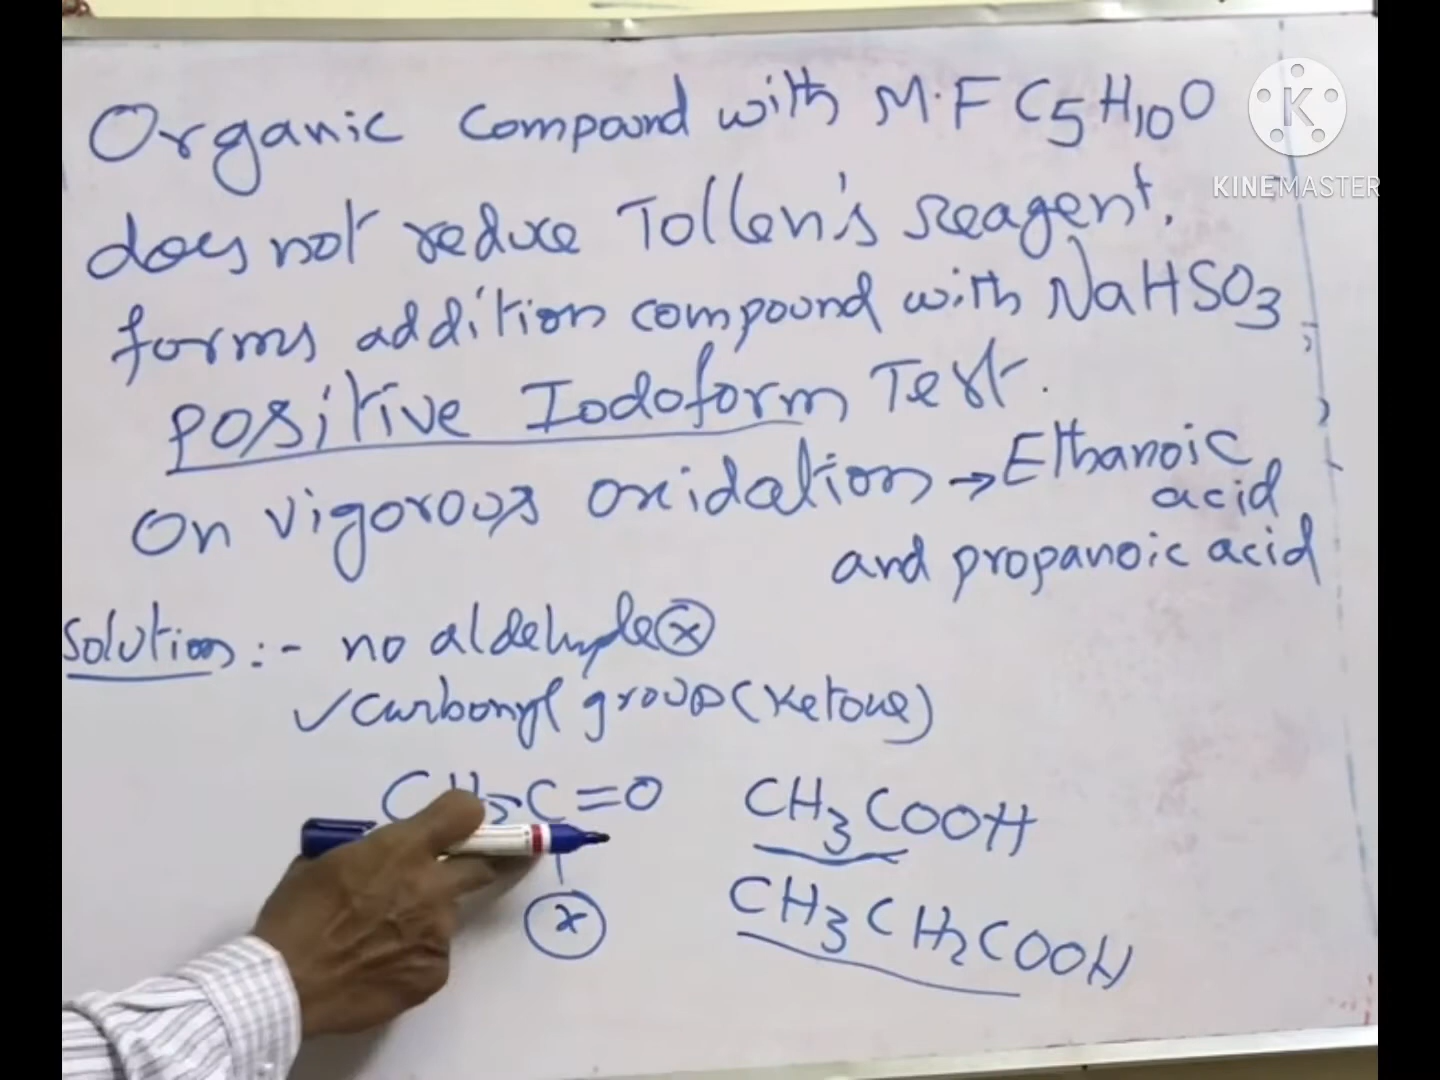 Organic compound with M.F C5H10O
KINEMASTER
does not reduce Tollen's reagent.
forms addition compound with NaHSO3
positive Iodoform Test.
On vigorous oxidation → Ethanoic
acid
and propanoic acid
Solution:- no aldehyde x
✓ carbonyl group (Ketone)
C=O
x
CH3COOH
CH3CH2COOH